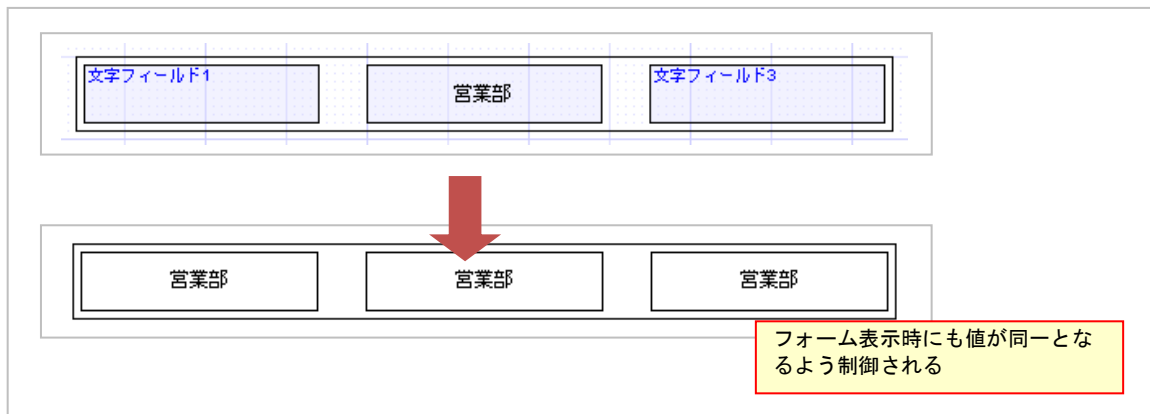 文字フィールド1
営業部
文字フィールド3
営業部
営業部
営業部
フォーム表示時にも値が同一とな
るよう制御される